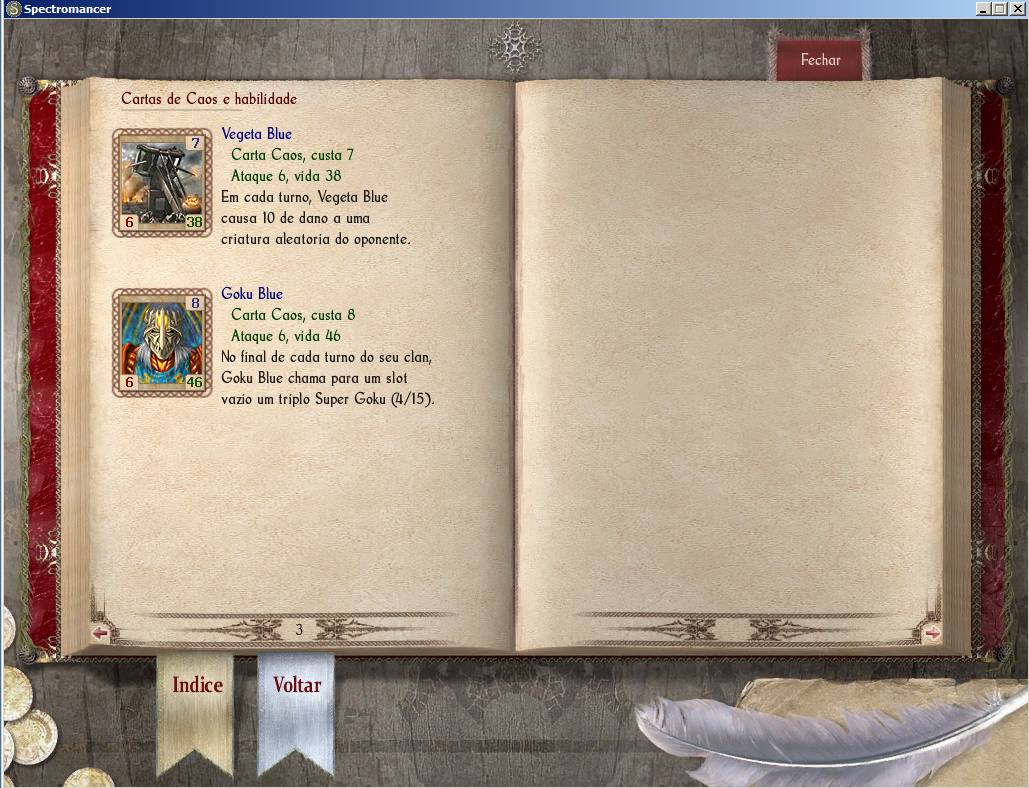 Spectromancer
Fechar
Cartas de Caos e habilidade
Vegeta Blue
7
Carta Caos, custa 7
Ataque 6, vida 38
Em cada turno, Vegeta Blue
causa 10 de dano a uma
6 38
criatura aleatoria do oponente.
Goku Blue
8
Carta Caos, custa 8
Ataque 6, vida 46
No final de cada turno do seu clan,
Goku Blue chama para um slot
6 46
vazio um triplo Super Goku (4/15).
3
Indice
Voltar